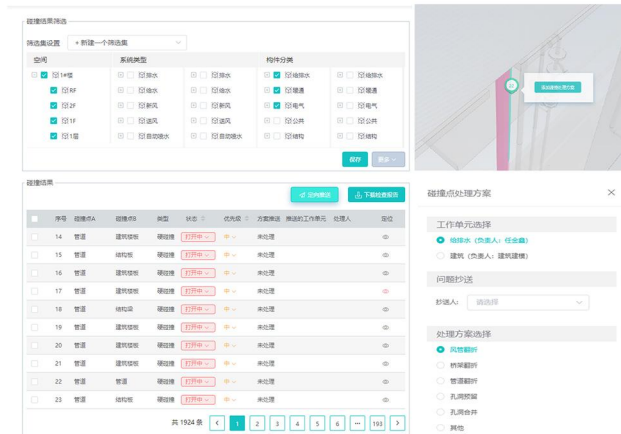 碰撞结果筛选
筛选集设置 + 新建一个筛选集
空间 系统类型 构件分类
1#楼 排水 排水 给排水 给排水
RF 给水 给水 暖通 暖通
2F 新风 新风 电气 电气
1F 送风 送风 公共 公共
1层 自动喷水 自动喷水 结构 结构
保存 更多
碰撞结果
定向推送 下载检查报告
序号 碰撞点A 碰撞点B 类型 状态 优先级 方案推送 推送的工作单元 处理人 定位
14 管道 建筑楼板 硬碰撞 打开中 中 未处理
15 管道 结构板 硬碰撞 打开中 中 未处理
16 管道 建筑楼板 硬碰撞 打开中 中 未处理
17 管道 建筑楼板 硬碰撞 打开中 中 未处理
18 管道 结构梁 硬碰撞 打开中 中 未处理
19 管道 建筑楼板 硬碰撞 打开中 中 未处理
20 管道 建筑楼板 硬碰撞 打开中 中 未处理
21 管道 建筑楼板 硬碰撞 打开中 中 未处理
22 管道 管道 硬碰撞 打开中 中 未处理
23 管道 结构板 硬碰撞 打开中 中 未处理
共 1924 条 < 1 2 3 4 5 6 ··· 193 >
碰撞点处理方案 ×
工作单元选择
给排水（负责人：任金鑫）
建筑（负责人：建筑建模）
问题抄送
抄送人： 请选择
处理方案选择
风管翻折
桥架翻折
管道翻折
孔洞预留
孔洞合并
其他